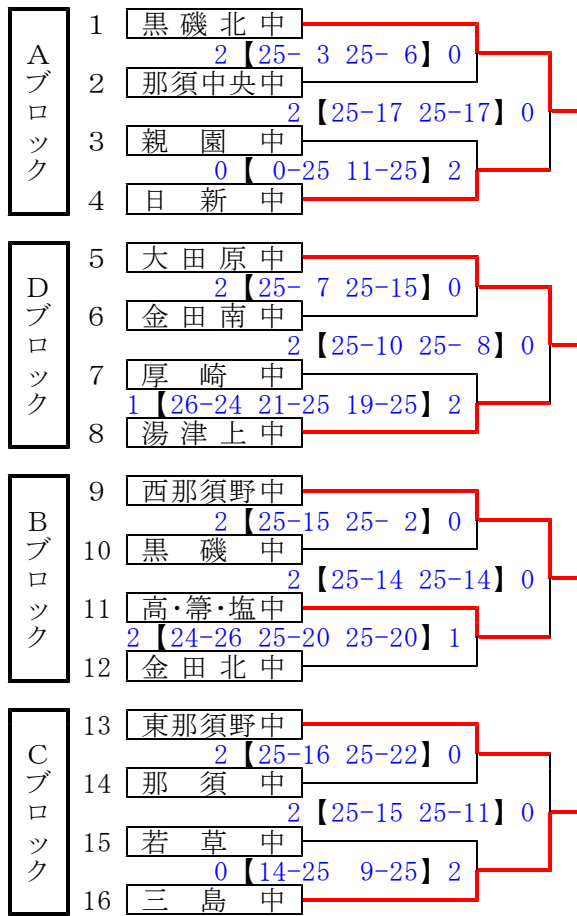 Aブロック
1 黒磯北中
2【25- 3 25- 6】0
2 那須中央中
2【25-17 25-17】0
3 親園中
0【 0-25 11-25】2
4 日新中
Dブロック
5 大田原中
2【25- 7 25-15】0
6 金田南中
2【25-10 25- 8】0
7 厚崎中
1【26-24 21-25 19-25】2
8 湯津上中
Bブロック
9 西那須野中
2【25-15 25- 2】0
10 黒磯中
2【25-14 25-14】0
11 高・箒・塩中
2【24-26 25-20 25-20】1
12 金田北中
Cブロック
13 東那須野中
2【25-16 25-22】0
14 那須中
2【25-15 25-11】0
15 若草中
0【14-25 9-25】2
16 三島中